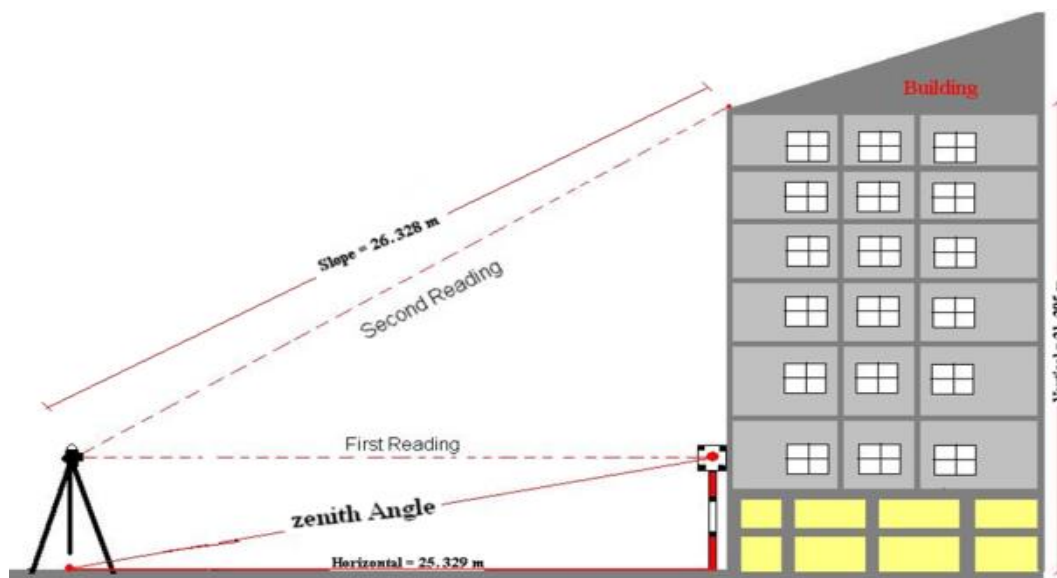 Building
Slope = 26.328 m
Second Reading
First Reading
zenith Angle
Horizontal = 25.329 m